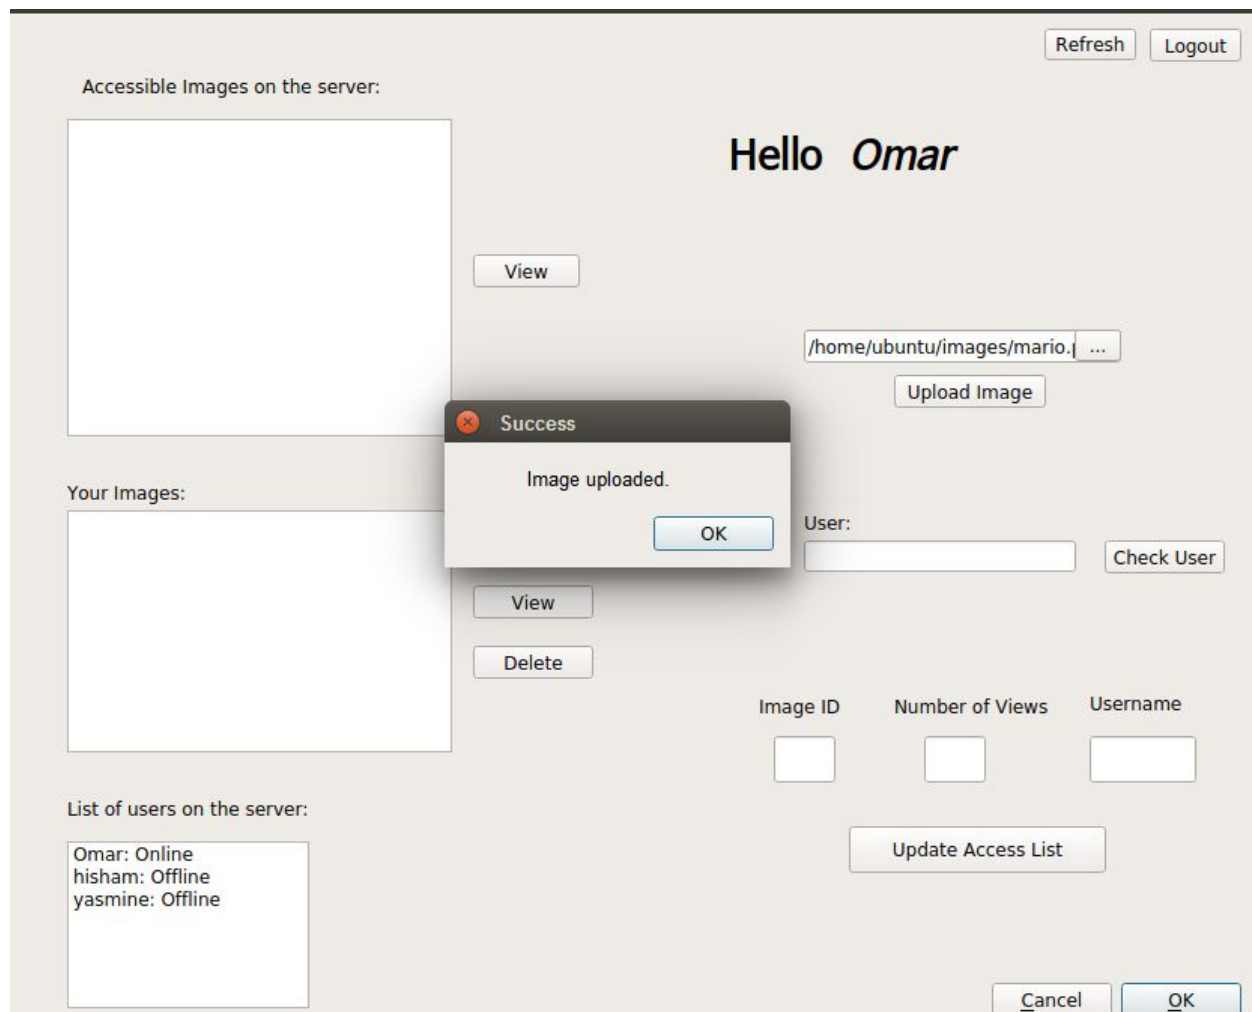 Refresh
Logout
Accessible Images on the server:
Hello Omar
View
/home/ubuntu/images/mario.p
...
Upload Image
Success
Image uploaded.
OK
Your Images:
User:
Check User
View
Delete
Image ID
Number of Views
Username
List of users on the server:
Omar: Online
hisham: Offline
yasmine: Offline
Update Access List
Cancel
OK